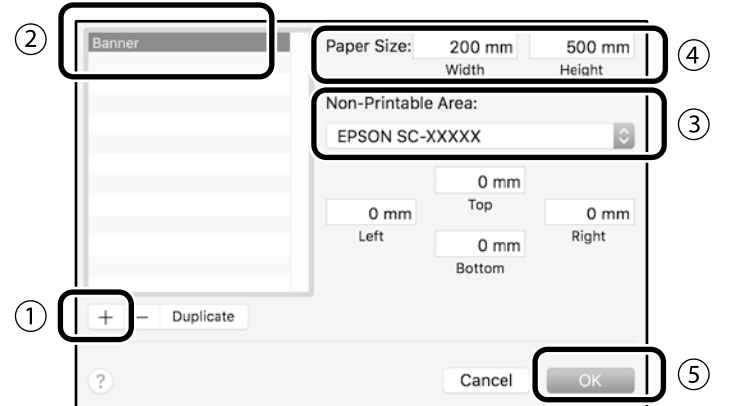 ②
Banner
Paper Size: 200 mm 500 mm
Width Height
④
Non-Printable Area:
EPSON SC-XXXXX
③
0 mm
Top
0 mm 0 mm
Left Right
0 mm
Bottom
①
+ − Duplicate
? Cancel OK
⑤